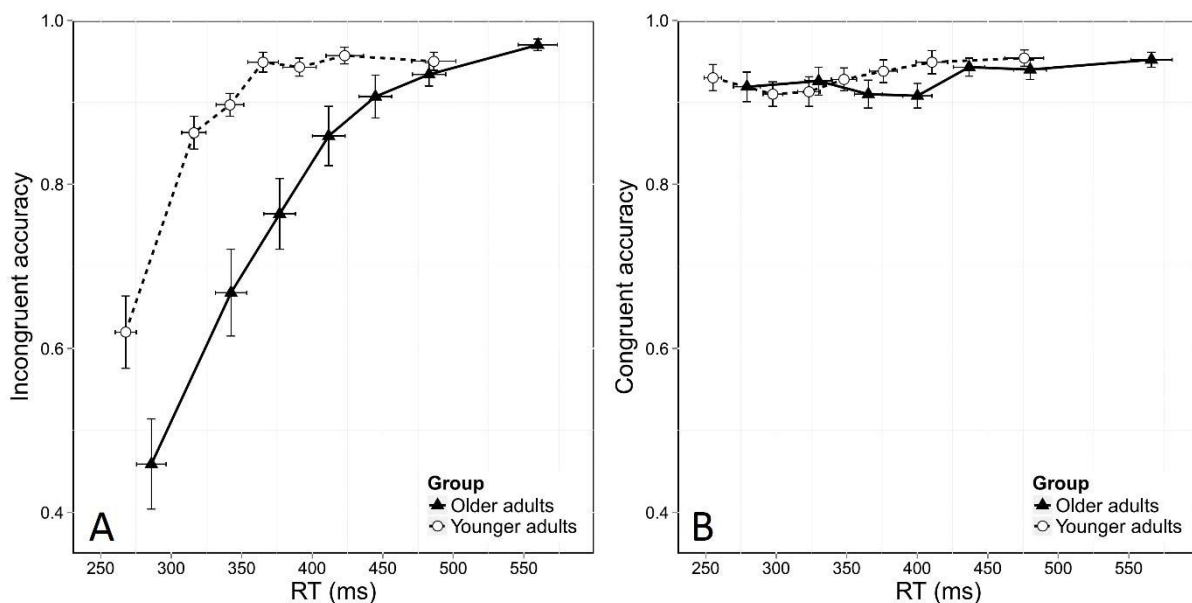 1.0
0.8
0.6
0.4
Incongruent accuracy
A
Group
Older adults
Younger adults
250 300 350 400 450 500 550
RT (ms)
1.0
0.8
0.6
0.4
Congruent accuracy
B
Group
Older adults
Younger adults
250 300 350 400 450 500 550
RT (ms)